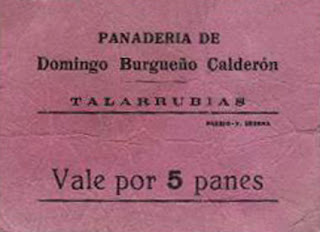 PANADERIA DE
Domingo Burgueño Calderón
TALARRUBIAS
Vale por 5 panes